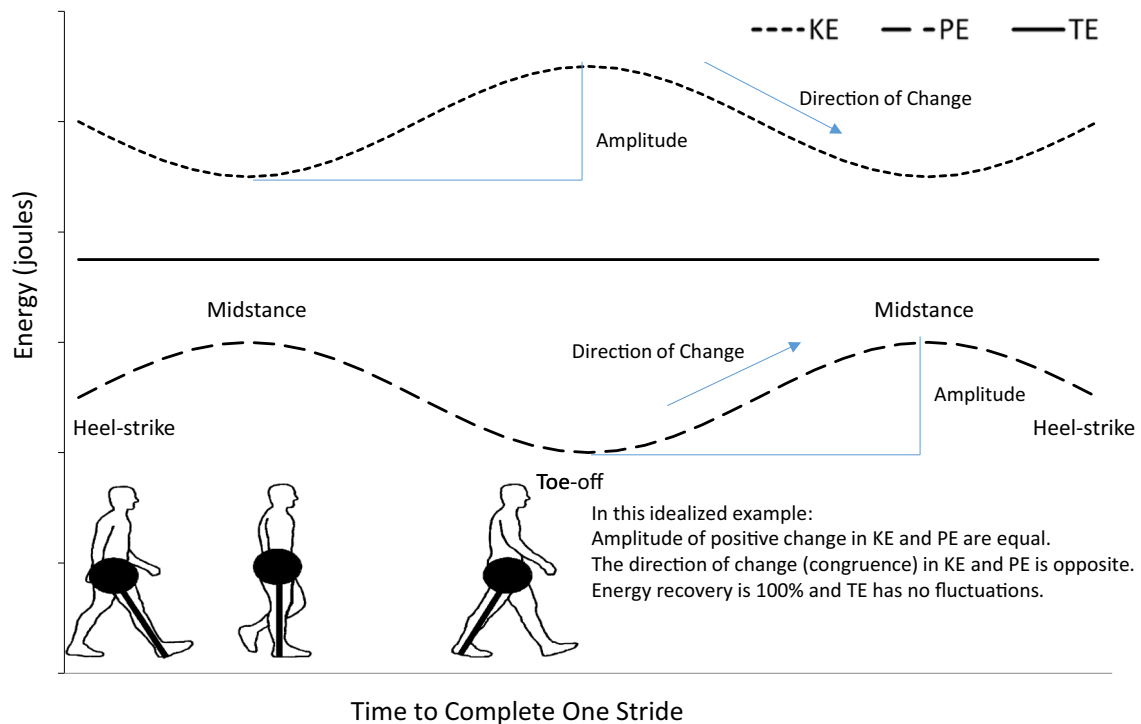 KE PE TE
Direction of Change
Amplitude
Energy (joules)
Midstance
Midstance
Direction of Change
Amplitude
Heel-strike
Heel-strike
Toe-off
In this idealized example:
Amplitude of positive change in KE and PE are equal.
The direction of change (congruence) in KE and PE is opposite.
Energy recovery is 100% and TE has no fluctuations.
Time to Complete One Stride